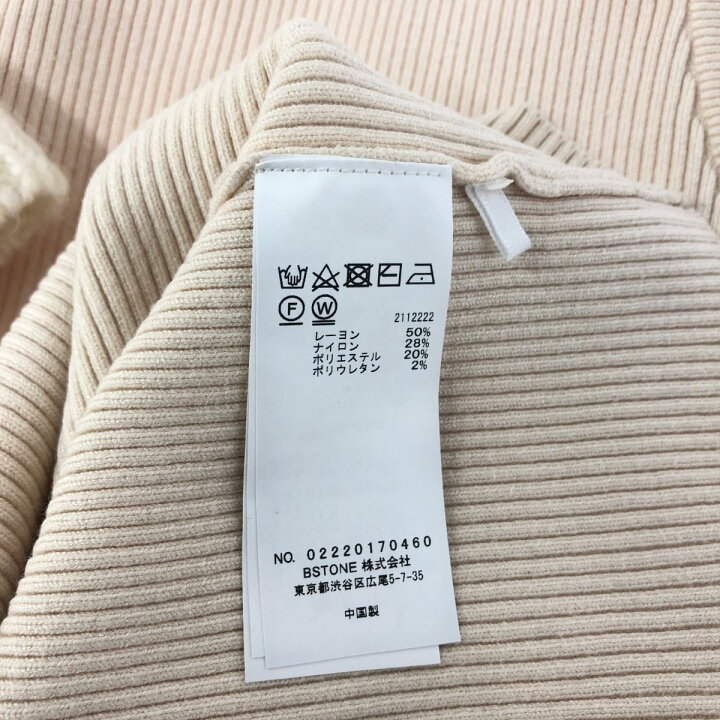 F W
2112222
レーヨン 50%
ナイロン 28%
ポリエステル 20%
ポリウレタン 2%
NO. 02220170460
BSTONE 株式会社
東京都渋谷区広尾5-7-35
中国製